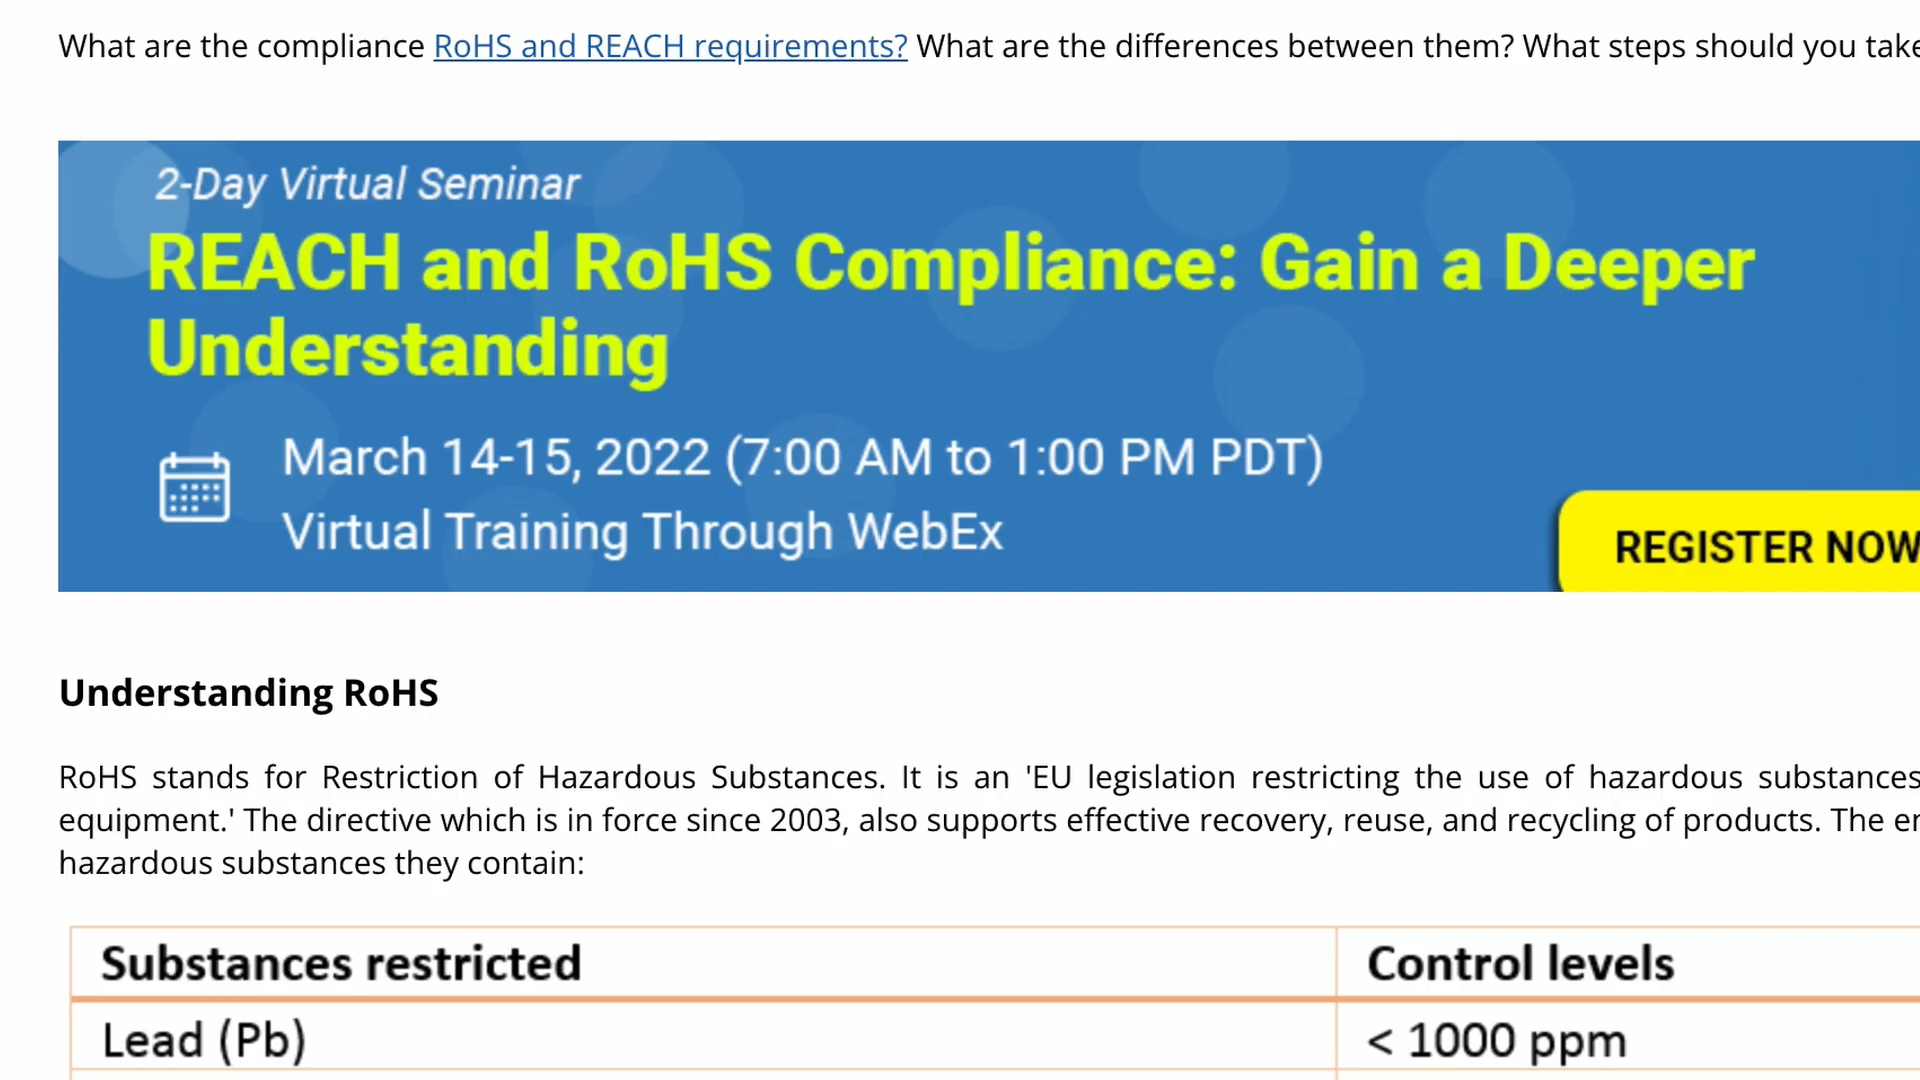 What are the compliance RoHS and REACH requirements? What are the differences between them? What steps should you take
2-Day Virtual Seminar
REACH and RoHS Compliance: Gain a Deeper
Understanding
March 14-15, 2022 (7:00 AM to 1:00 PM PDT)
Virtual Training Through WebEx
REGISTER NOW
Understanding RoHS
RoHS stands for Restriction of Hazardous Substances. It is an 'EU legislation restricting the use of hazardous substances
equipment.' The directive which is in force since 2003, also supports effective recovery, reuse, and recycling of products. The
hazardous substances they contain:
Substances restricted Control levels
Lead (Pb) < 1000 ppm